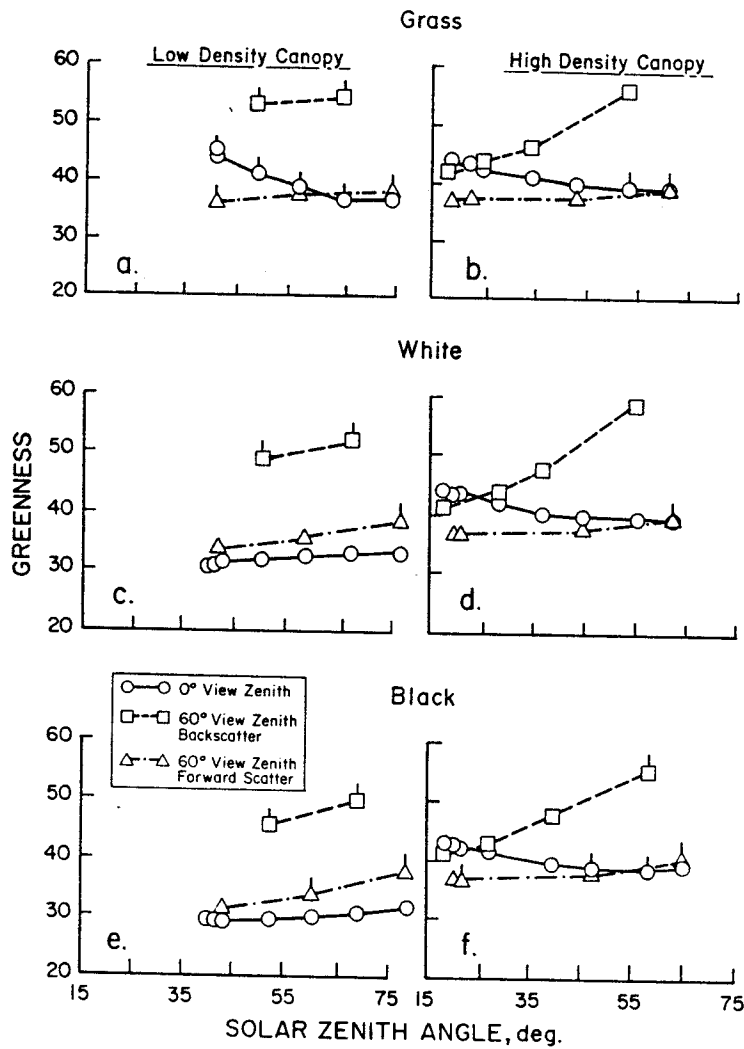 Grass
Low Density Canopy
High Density Canopy
60
50
40
30
20
a.
b.
White
60
50
40
30
20
c.
d.
GREENNESS
0° View Zenith
60° View Zenith
Backscatter
60° View Zenith
Forward Scatter
Black
60
50
40
30
20
e.
f.
15 35 55 75 15 35 55 75
SOLAR ZENITH ANGLE, deg.